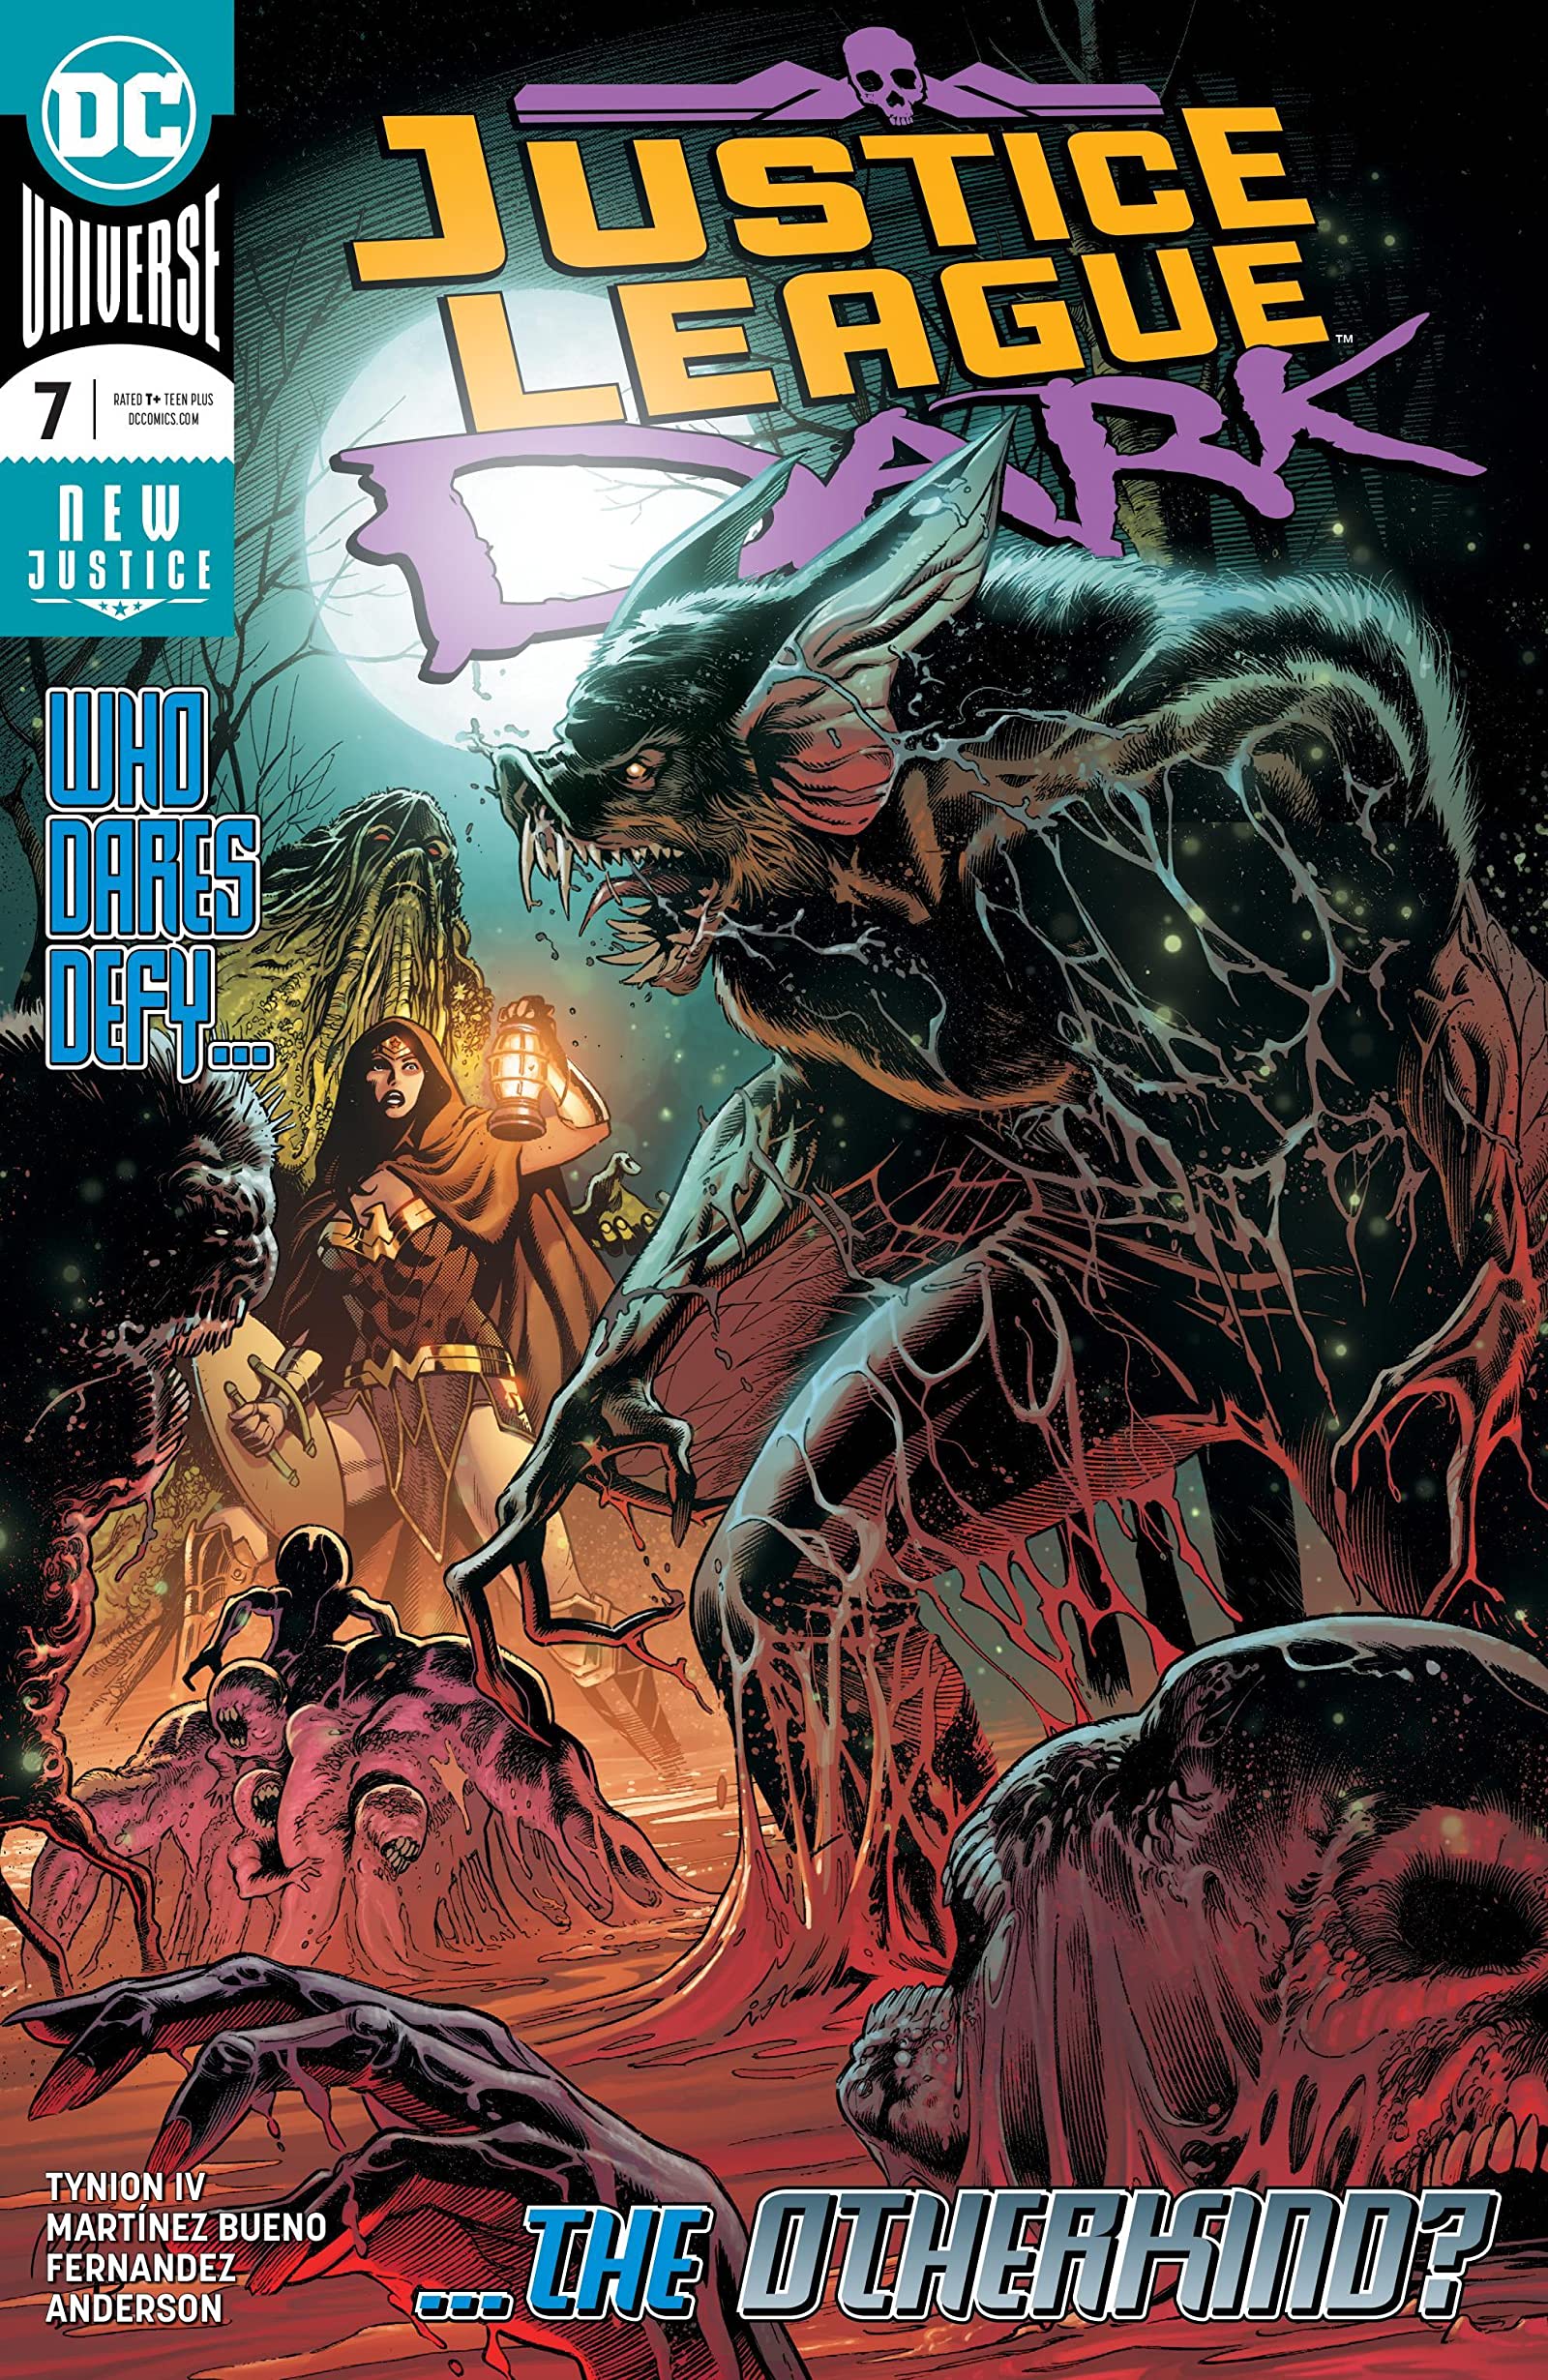 DC
UNIVERSE
7
RATED T+ TEEN PLUS
DCCOMICS.COM
NEW
JUSTICE
JUSTICE
LEAGUE
DARK
TM
WHO
DARES
DEFY...
TYNION IV
MARTÍNEZ BUENO
FERNANDEZ
ANDERSON
...THE OTHERKIND?